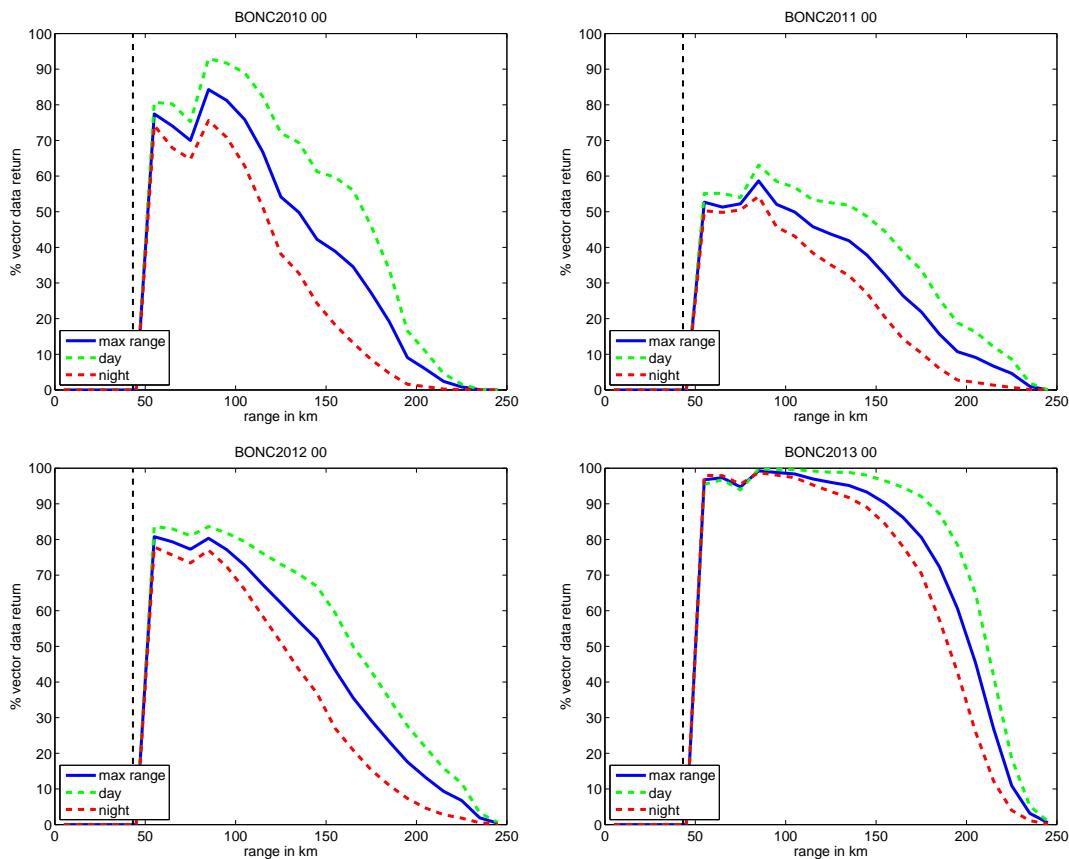 BONC2010 00
100
90
80
70
60
50
40
30
20
10
0
% vector data return
max range
day
night
0 50 100 150 200 250
range in km
BONC2011 00
100
90
80
70
60
50
40
30
20
10
0
% vector data return
max range
day
night
0 50 100 150 200 250
range in km
BONC2012 00
100
90
80
70
60
50
40
30
20
10
0
% vector data return
max range
day
night
0 50 100 150 200 250
range in km
BONC2013 00
100
90
80
70
60
50
40
30
20
10
0
% vector data return
max range
day
night
0 50 100 150 200 250
range in km